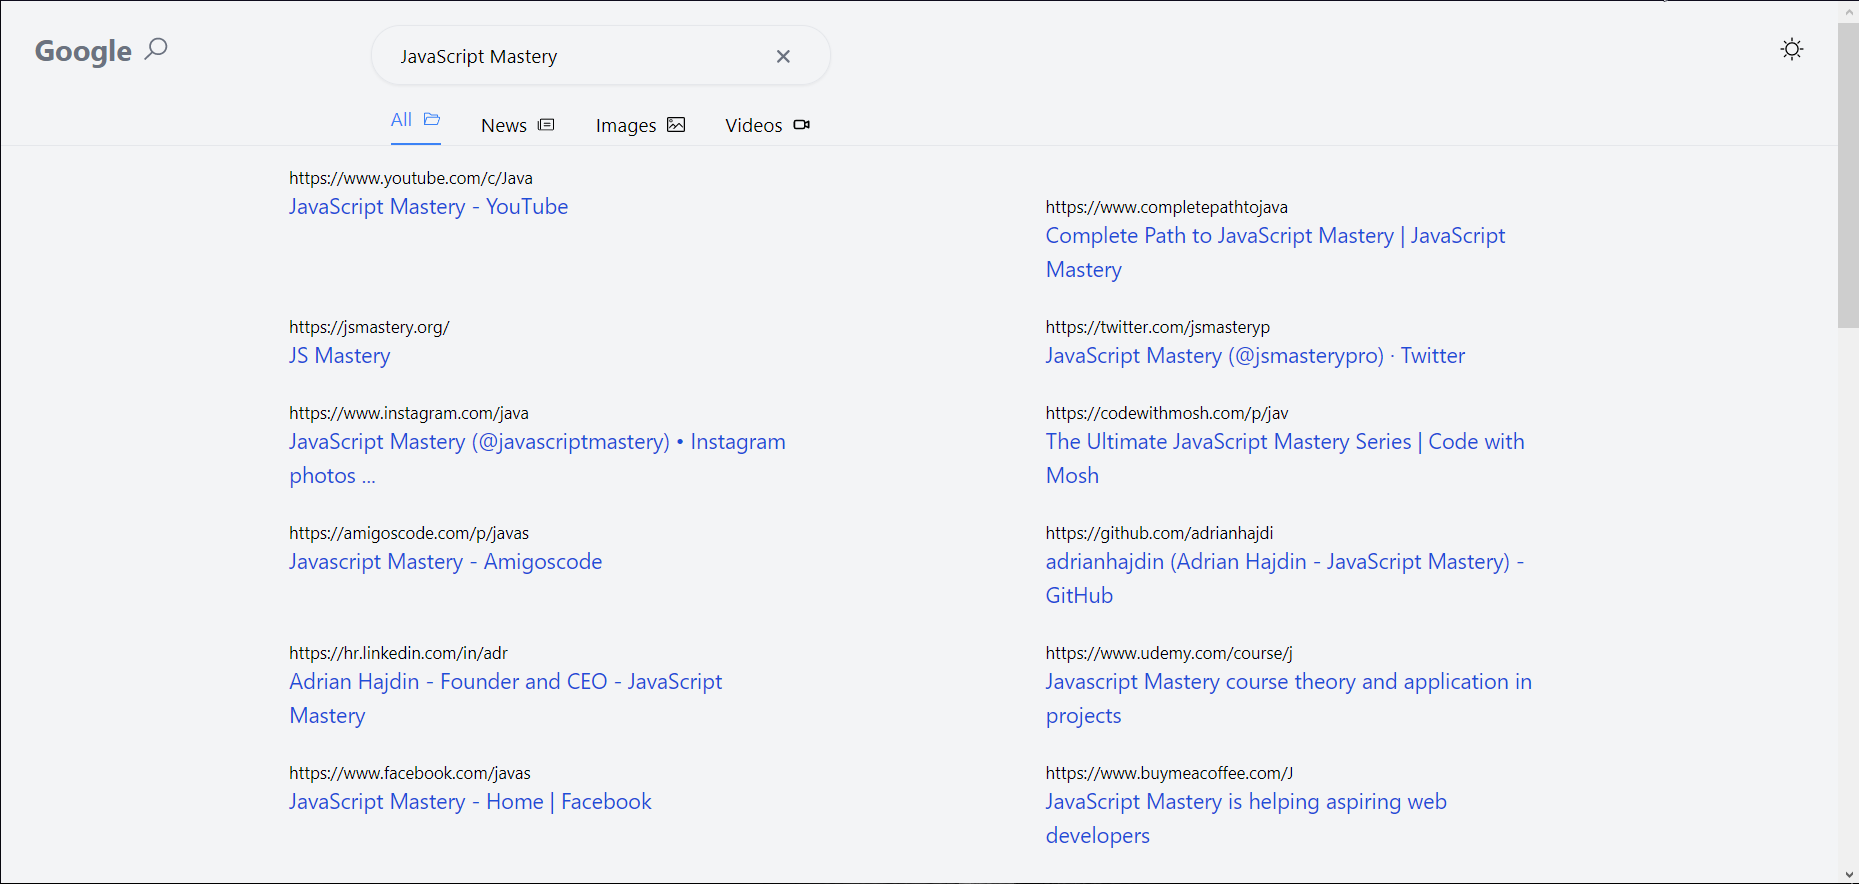 Google
JavaScript Mastery
All
News
Images
Videos
https://www.youtube.com/c/Java
JavaScript Mastery - YouTube
https://www.completepathtojava
Complete Path to JavaScript Mastery | JavaScript
Mastery
https://jsmastery.org/
JS Mastery
https://twitter.com/jsmasteryp
JavaScript Mastery (@jsmasterypro) · Twitter
https://www.instagram.com/java
JavaScript Mastery (@javascriptmastery) • Instagram
photos ...
https://codewithmosh.com/p/jav
The Ultimate JavaScript Mastery Series | Code with
Mosh
https://amigoscode.com/p/javas
Javascript Mastery - Amigoscode
https://github.com/adrianhajdi
adrianhajdin (Adrian Hajdin - JavaScript Mastery) -
GitHub
https://hr.linkedin.com/in/adr
Adrian Hajdin - Founder and CEO - JavaScript
Mastery
https://www.udemy.com/course/j
Javascript Mastery course theory and application in
projects
https://www.facebook.com/javas
JavaScript Mastery - Home | Facebook
https://www.buymeacoffee.com/J
JavaScript Mastery is helping aspiring web
developers